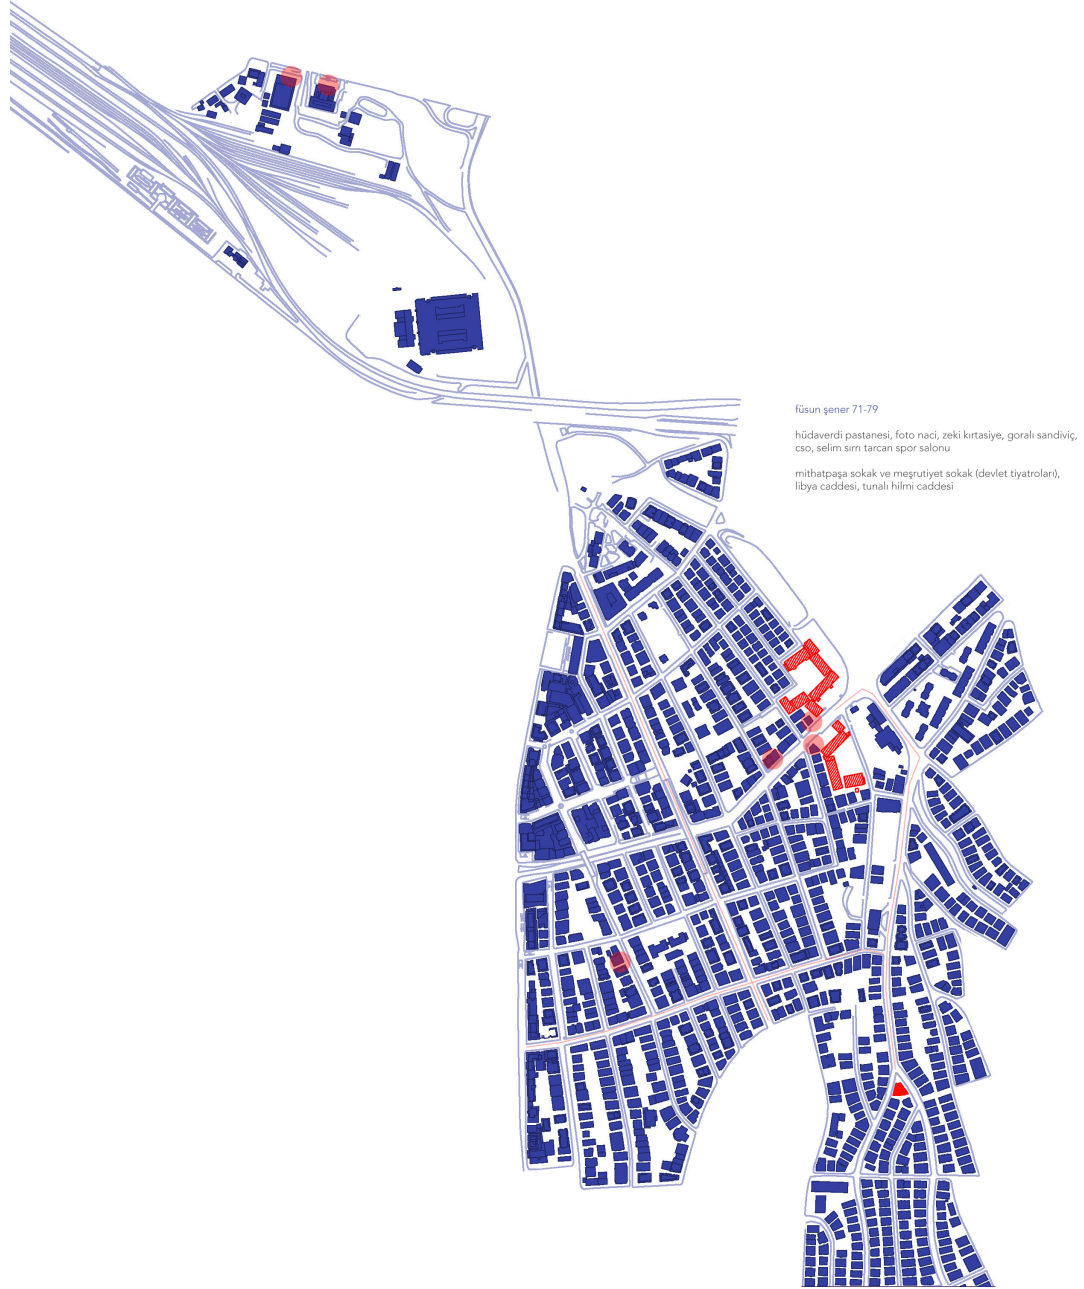 füsun şener 71-79
hüdaverdi pastanesi, foto naci, zeki kırtasiye, goralı sandiviç,
cso, selim sırrı tarcan spor salonu
mithatpaşa sokak ve meşrutiyet sokak (devlet tiyatroları),
libya caddesi, tunalı hilmi caddesi